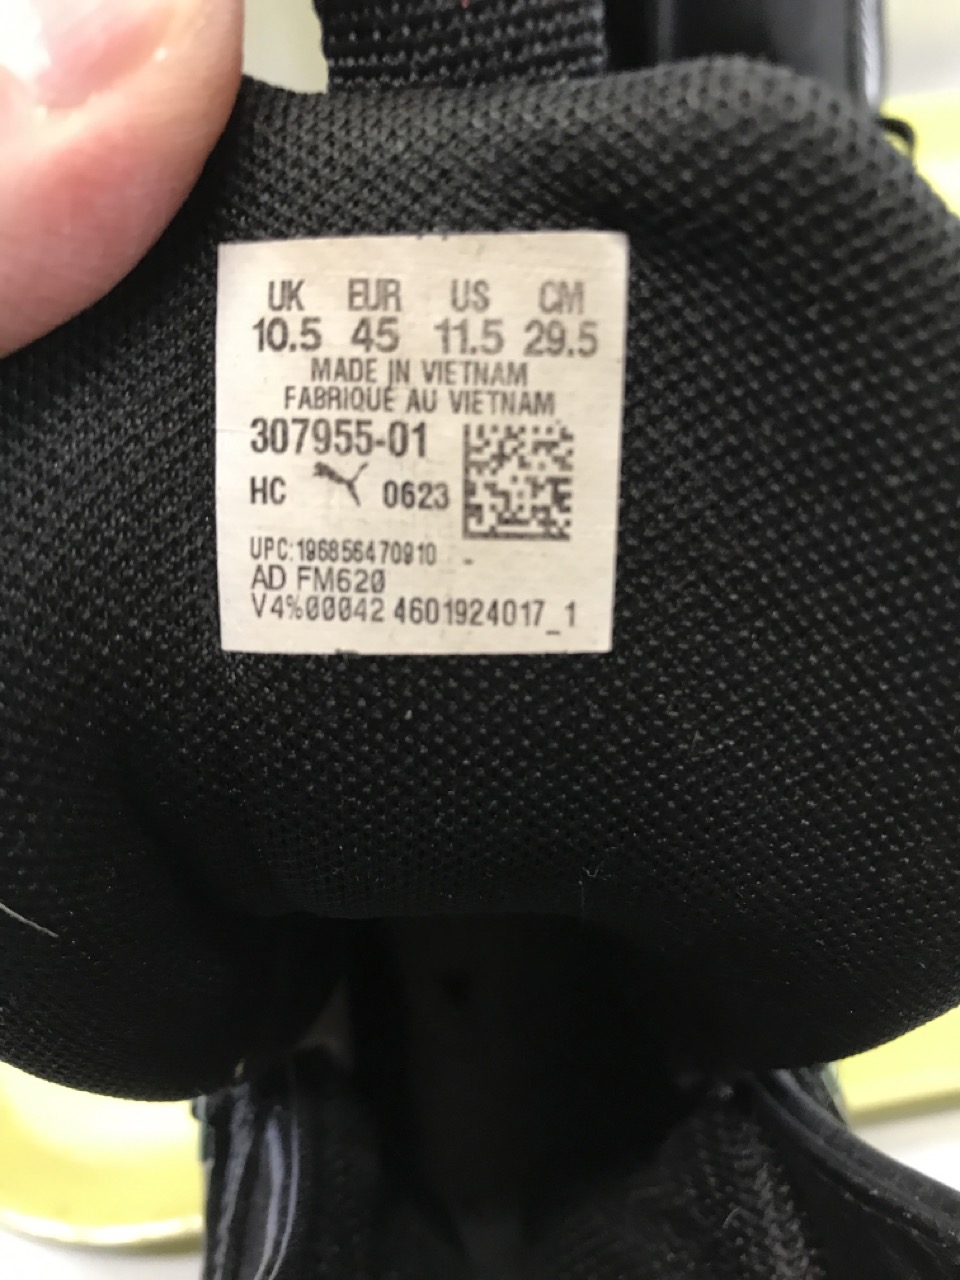 UK EUR US CM
10.5 45 11.5 29.5
MADE IN VIETNAM
FABRIQUE AU VIETNAM
307955-01
HC 0623
UPC:196856470910
AD FM620
V4%00042 4601924017_1